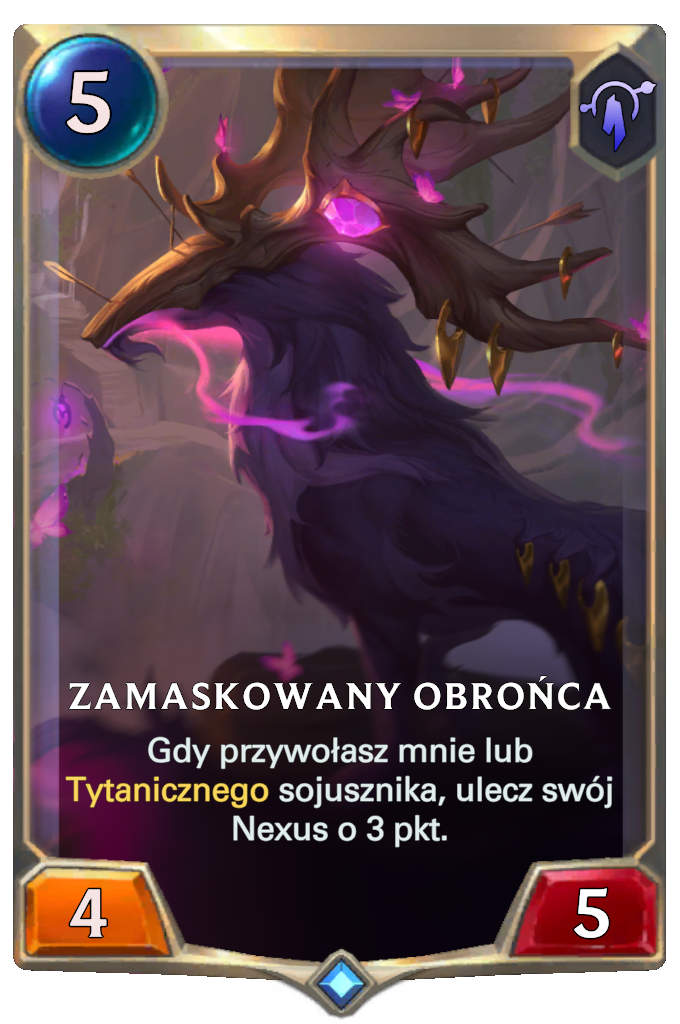 5
ZAMASKOWANY OBROŃCA
Gdy przywołasz mnie lub
Tytanicznego sojusznika, ulecz swój
Nexus o 3 pkt.
4
5